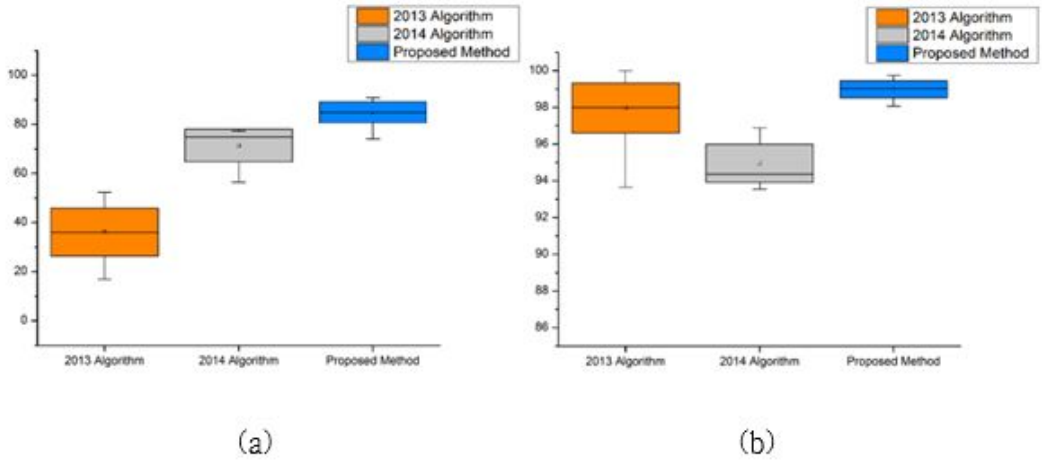 2013 Algorithm
2014 Algorithm
Proposed Method
100
80
60
40
20
0
2013 Algorithm 2014 Algorithm Proposed Method
(a)
2013 Algorithm
2014 Algorithm
Proposed Method
100
98
96
94
92
90
88
86
2013 Algorithm 2014 Algorithm Proposed Method
(b)